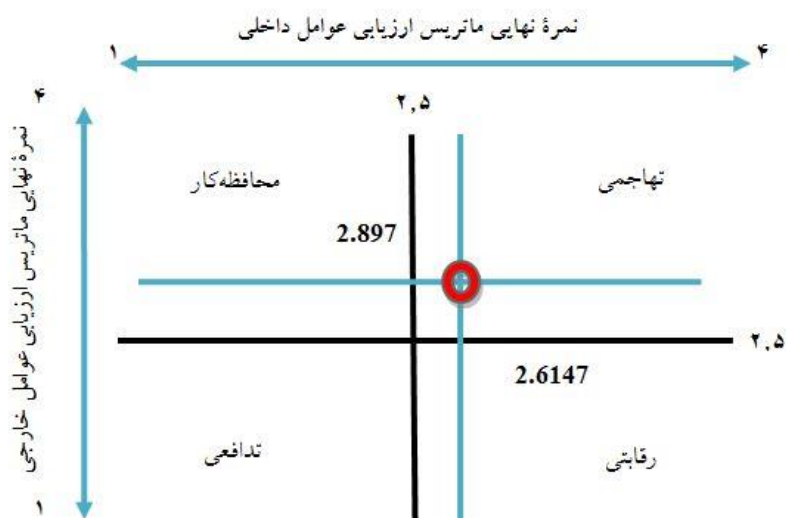 نمرهٔ نهایی ماتریس ارزیابی عوامل داخلی
۴
۱
۴
۲٫۵
نمرهٔ نهایی ماتریس ارزیابی عوامل خارجی
تهاجمی
محافظه‌کار
2.897
۲٫۵
2.6147
رقابتی
تدافعی
۱